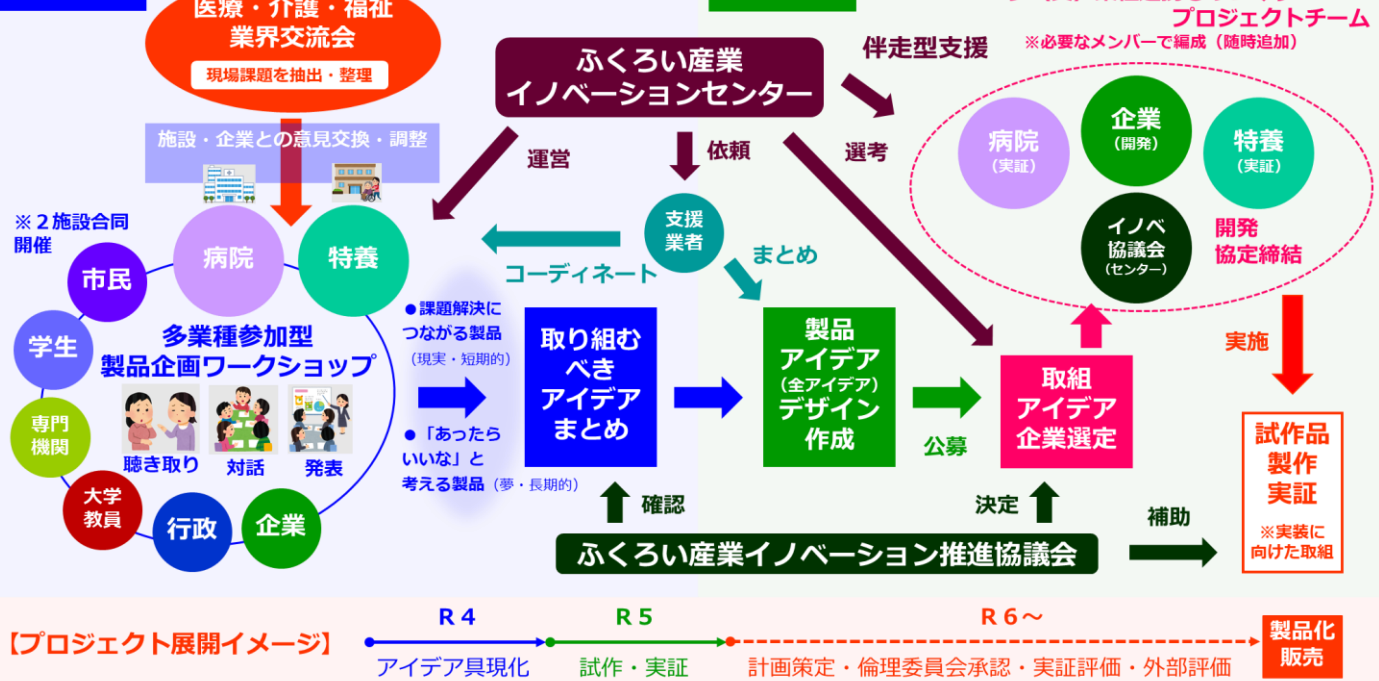 医療・介護・福祉
業界交流会
現場課題を抽出・整理
施設・企業との意見交換・調整
※２施設合同
開催
病院
特養
市民
学生
専門
機関
大学
教員
行政
企業
多業種参加型
製品企画ワークショップ
聴き取り
対話
発表
ふくろい産業
イノベーションセンター
運営
依頼
選考
伴走型支援
支援
業者
コーディネート
まとめ
●課題解決に
つながる製品
（現実・短期的）
●「あったら
いいな」と
考える製品（夢・長期的）
取り組む
べき
アイデア
まとめ
製品
アイデア
（全アイデア）
デザイン
作成
公募
取組
アイデア
企業選定
確認
決定
補助
ふくろい産業イノベーション推進協議会
プロジェクトチーム
※必要なメンバーで編成（随時追加）
病院
（実証）
企業
（開発）
特養
（実証）
イノベ
協議会
（センター）
開発
協定締結
実施
試作品
製作
実証
※実装に
向けた取組
【プロジェクト展開イメージ】
R４
アイデア具現化
R５
試作・実証
R６～
計画策定・倫理委員会承認・実証評価・外部評価
製品化
販売